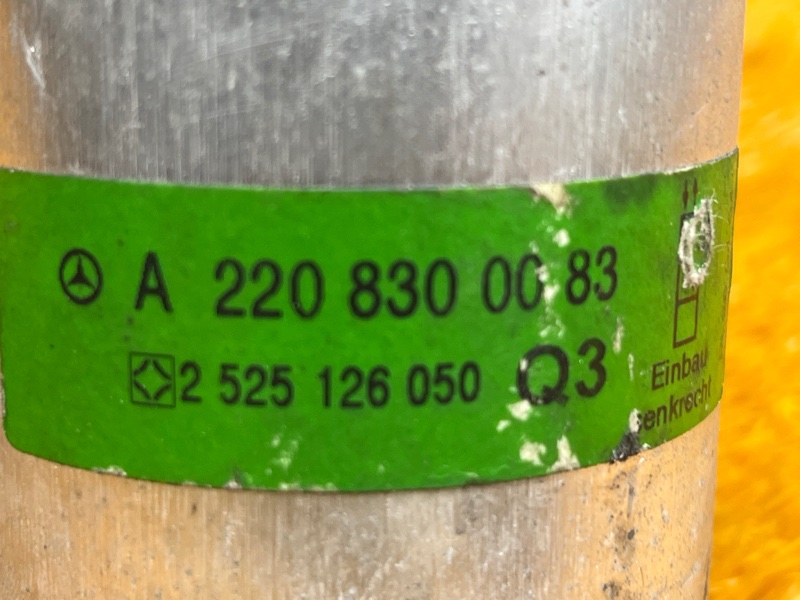 A 220 830 00 83
2 525 126 050 Q3
Einbau
senkrecht